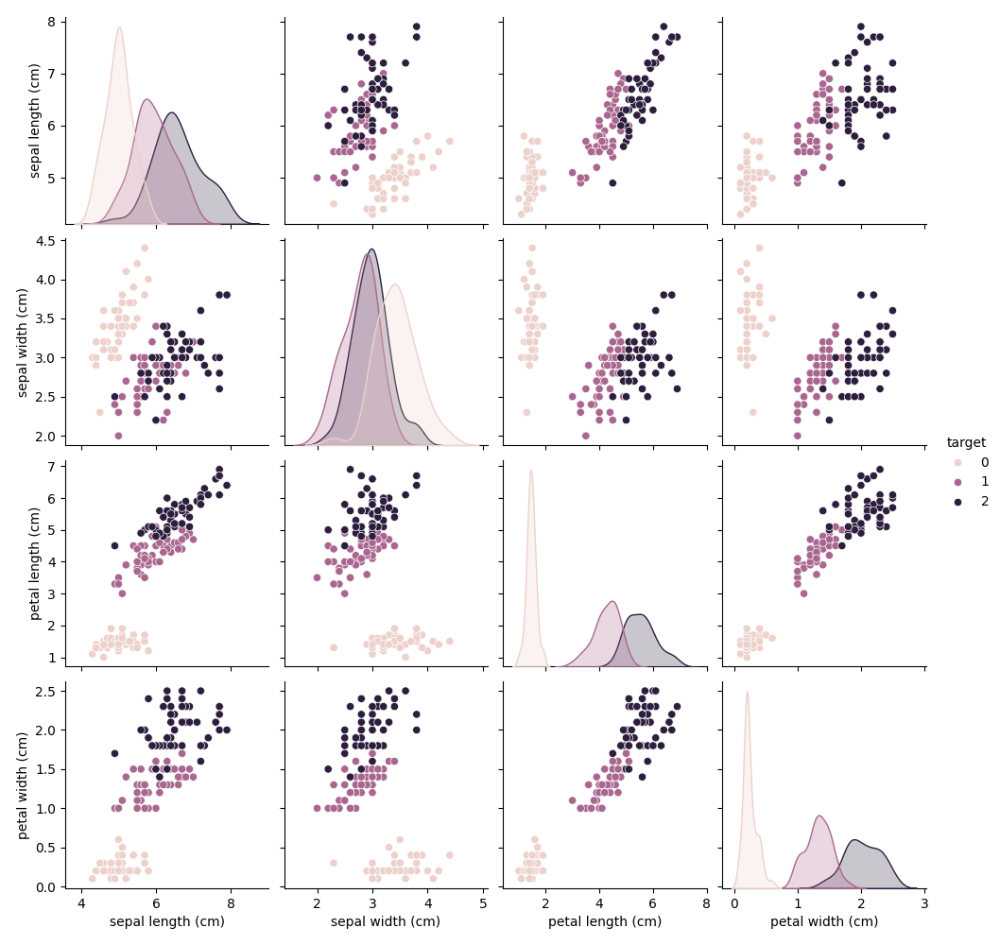 8
7
6
5
sepal length (cm)
4.5
4.0
3.5
3.0
2.5
2.0
sepal width (cm)
target
0
1
2
7
6
5
4
3
2
1
petal length (cm)
2.5
2.0
1.5
1.0
0.5
0.0
petal width (cm)
4 6 8
2 3 4 5
2 4 6 8
0 1 2 3
sepal length (cm)
sepal width (cm)
petal length (cm)
petal width (cm)